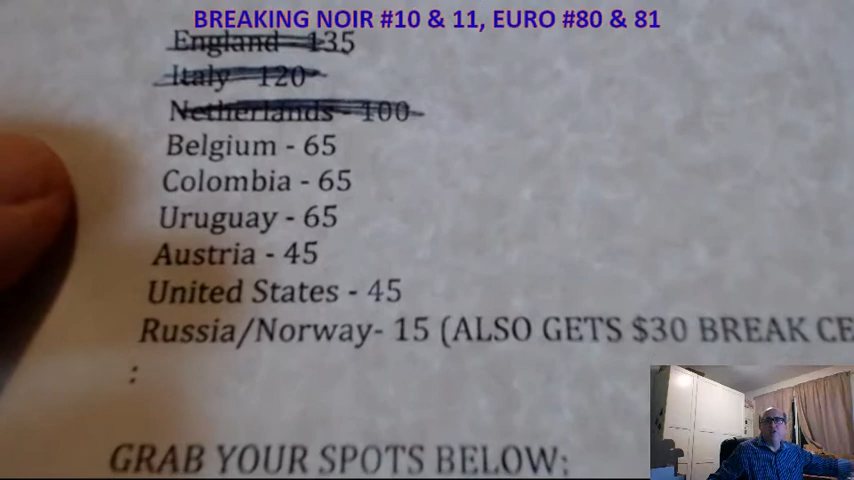 BREAKING NOIR #10 & 11, EURO #80 & 81
England - 135
Italy - 120
Netherlands - 100
Belgium - 65
Colombia - 65
Uruguay - 65
Austria - 45
United States - 45
Russia/Norway- 15 (ALSO GETS $30 BREAK CE
:
GRAB YOUR SPOTS BELOW: